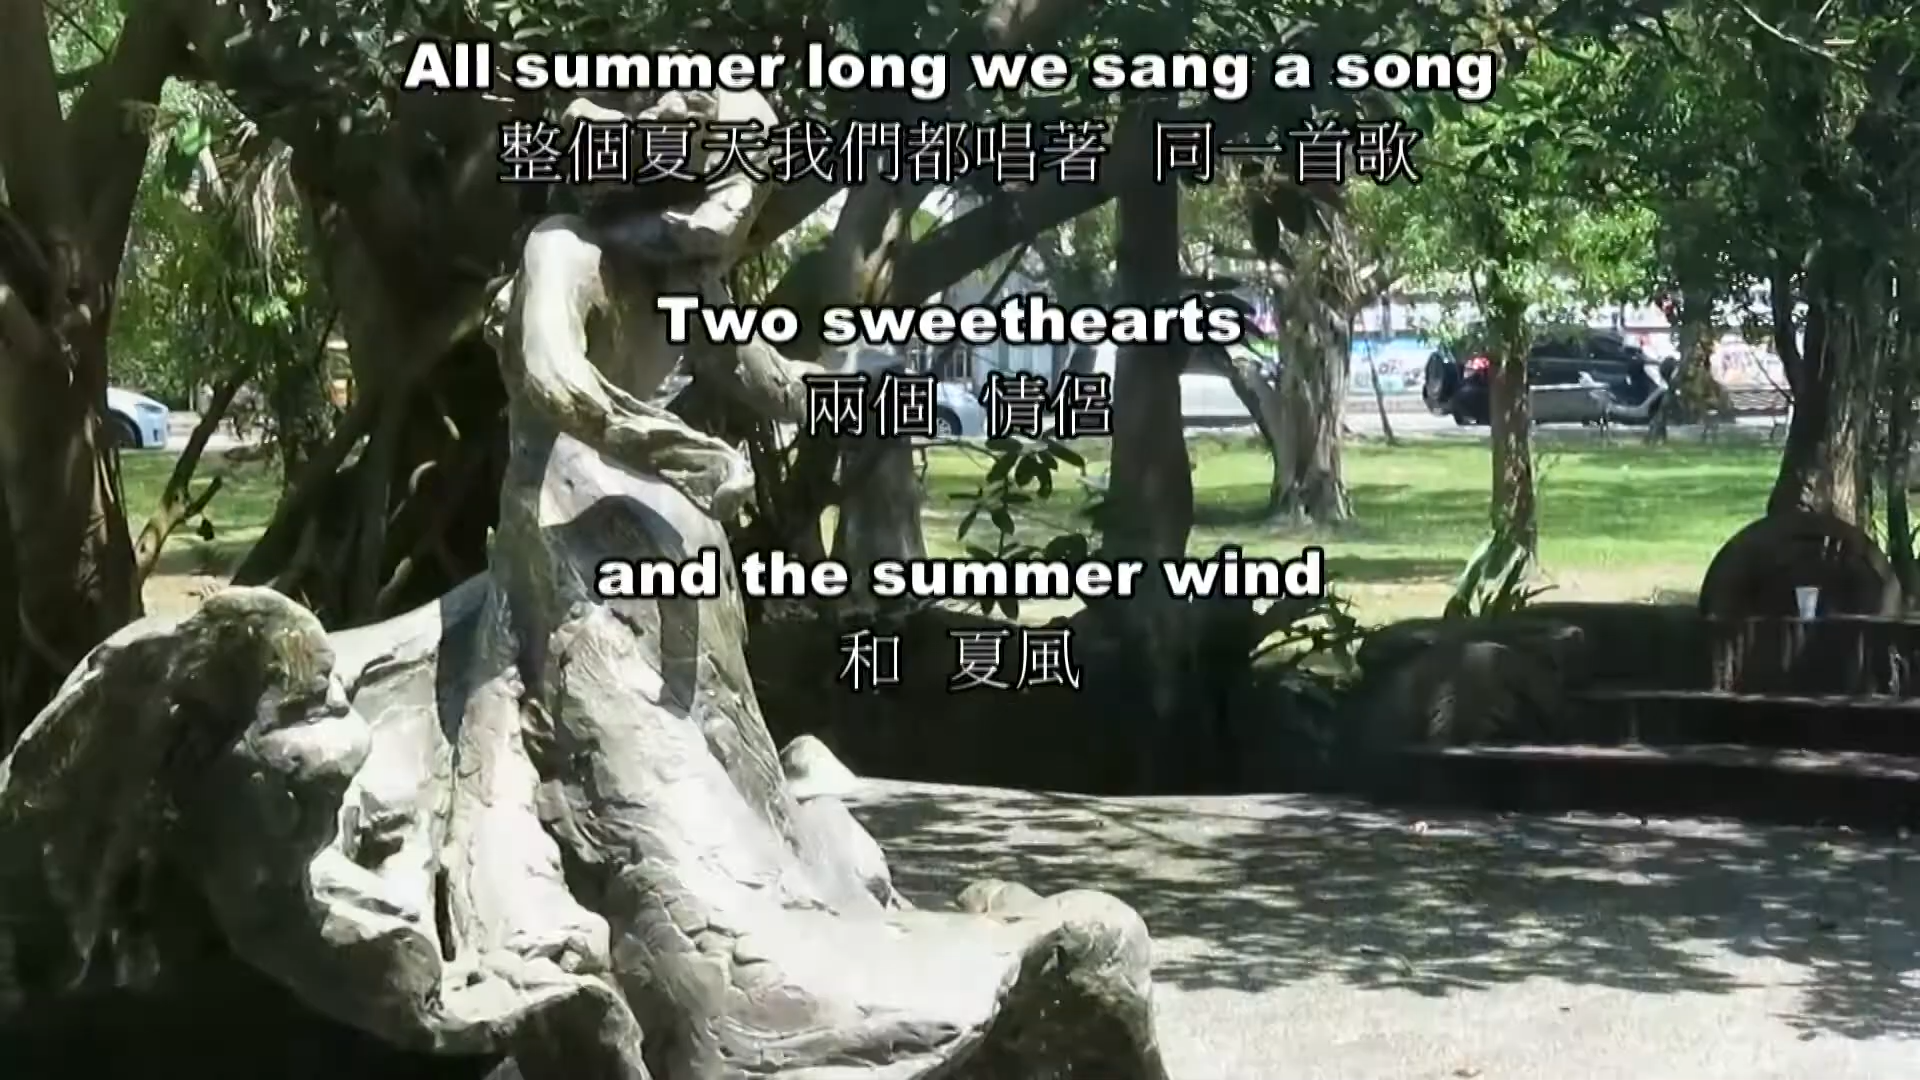 All summer long we sang a song
整個夏天我們都唱著 同一首歌
Two sweethearts
兩個 情侶
and the summer wind
和 夏風